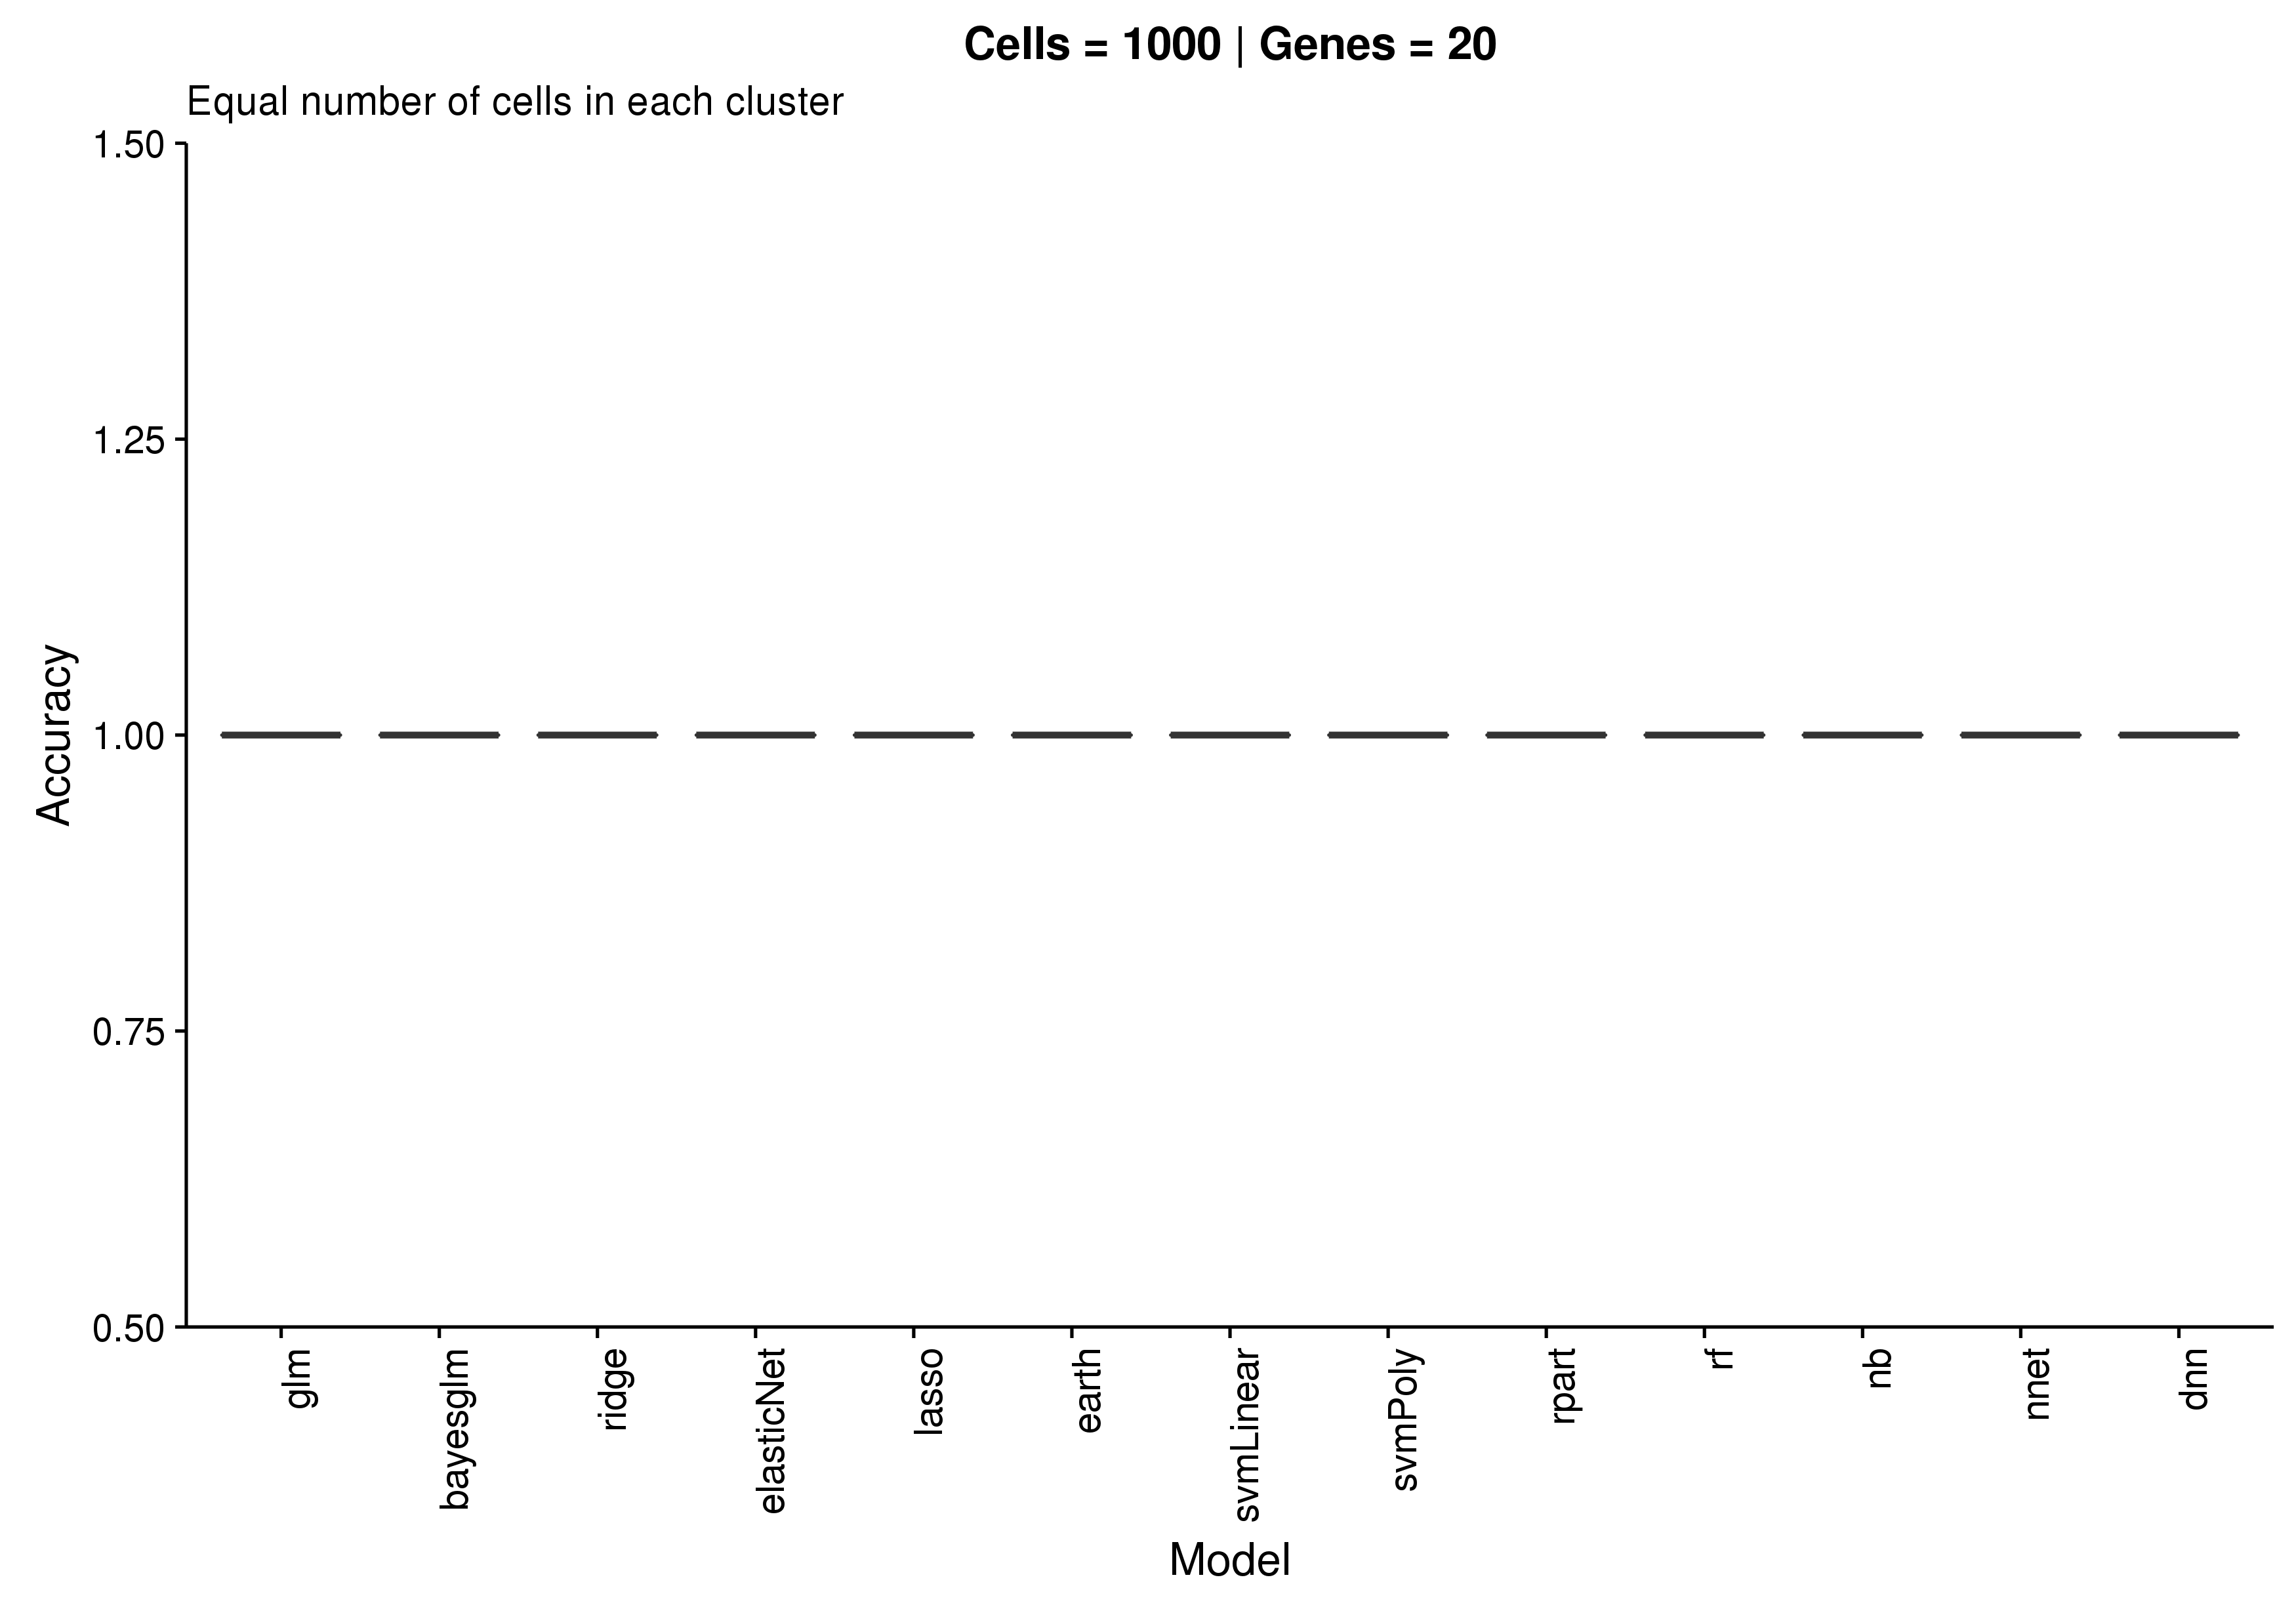 Cells = 1000 | Genes = 20
Equal number of cells in each cluster
1.50
1.25
1.00
0.75
0.50
Accuracy
glm
bayesglm
ridge
elasticNet
lasso
earth
svmLinear
svmPoly
rpart
rf
nb
nnet
dnn
Model